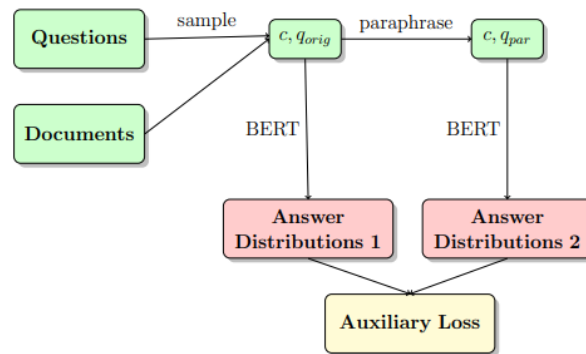 sample
paraphrase
Questions
c, q_orig
c, q_par
Documents
BERT
BERT
Answer
Distributions 1
Answer
Distributions 2
Auxiliary Loss